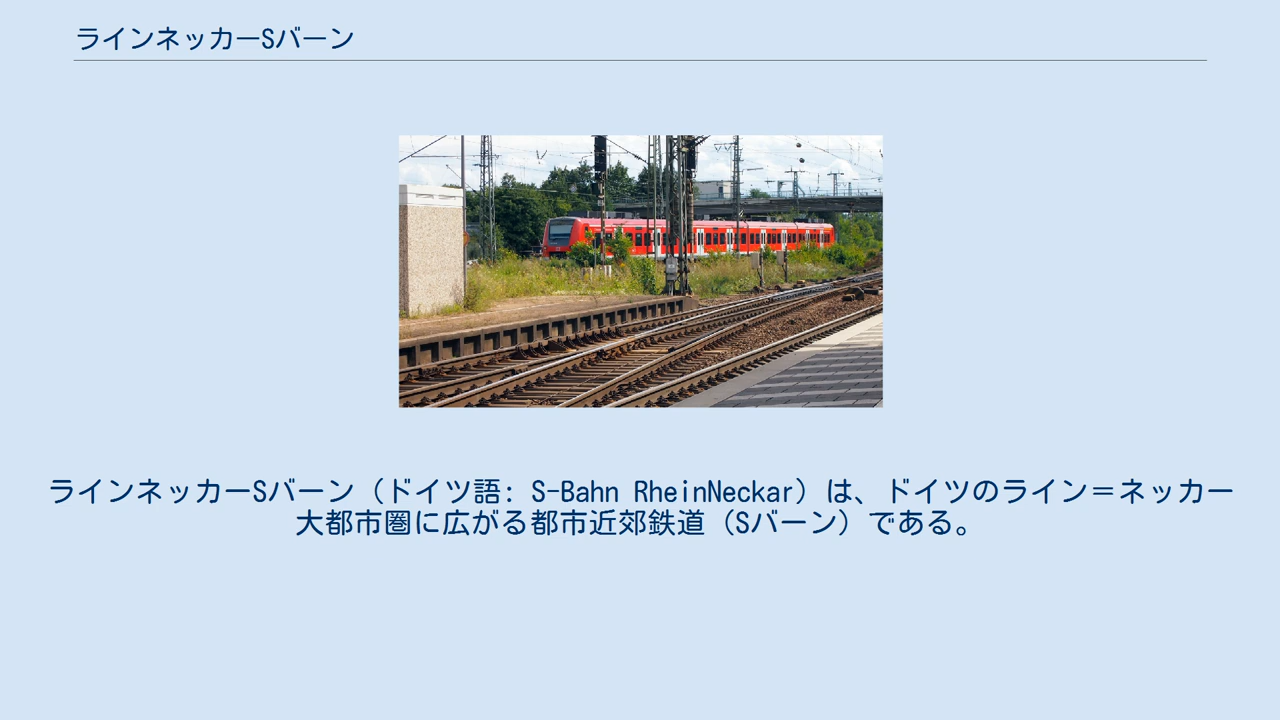 ラインネッカーSバーン
ラインネッカーSバーン（ドイツ語: S-Bahn RheinNeckar）は、ドイツのライン＝ネッカー
大都市圏に広がる都市近郊鉄道（Sバーン）である。